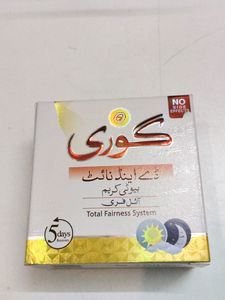 NO
SIDE
EFFECTS
گوری
ڈے اینڈ نائٹ
بیوٹی کریم
آئل فری
Total Fairness System
5 days